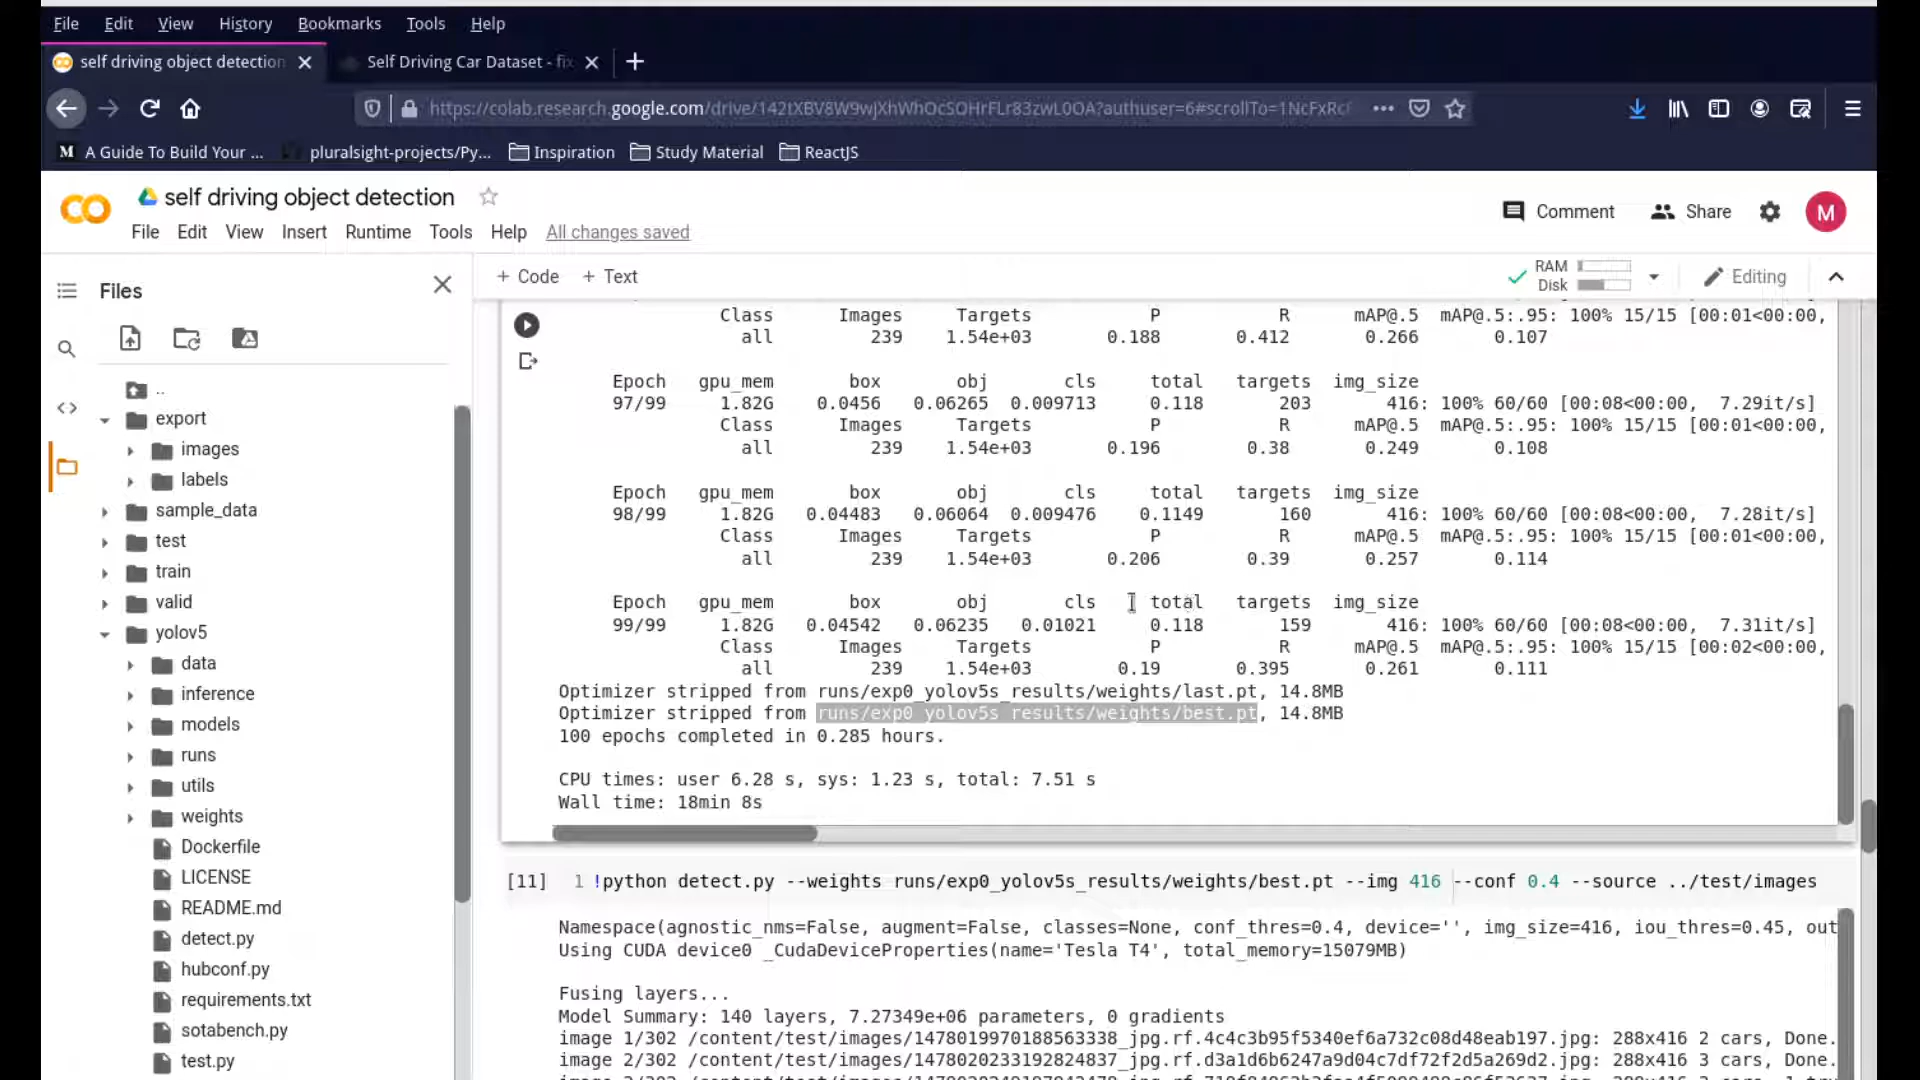 File Edit View History Bookmarks Tools Help
self driving object detection
Self Driving Car Dataset - fix
https://colab.research.google.com/drive/142tXBV8W9wJXhWhOcSOHrFLr83zwL0OA?authuser=6#scrollTo=1NcFxRc
M A Guide To Build Your ... pluralsight-projects/Py... Inspiration Study Material ReactJS
self driving object detection
File Edit View Insert Runtime Tools Help All changes saved
Comment Share M
+ Code + Text
RAM
Disk
Editing
Files
..
export
images
labels
sample_data
test
train
valid
yolov5
data
inference
models
runs
utils
weights
Dockerfile
LICENSE
README.md
detect.py
hubconf.py
requirements.txt
sotabench.py
test.py
Class Images Targets P R mAP@.5 mAP@.5:.95: 100% 15/15 [00:01<00:00,
all 239 1.54e+03 0.188 0.412 0.266 0.107
Epoch gpu_mem box obj cls total targets img_size
97/99 1.82G 0.0456 0.06265 0.009713 0.118 203 416: 100% 60/60 [00:08<00:00, 7.29it/s]
Class Images Targets P R mAP@.5 mAP@.5:.95: 100% 15/15 [00:01<00:00,
all 239 1.54e+03 0.196 0.38 0.249 0.108
Epoch gpu_mem box obj cls total targets img_size
98/99 1.82G 0.04483 0.06064 0.009476 0.1149 160 416: 100% 60/60 [00:08<00:00, 7.28it/s]
Class Images Targets P R mAP@.5 mAP@.5:.95: 100% 15/15 [00:01<00:00,
all 239 1.54e+03 0.206 0.39 0.257 0.114
Epoch gpu_mem box obj cls total targets img_size
99/99 1.82G 0.04542 0.06235 0.01021 0.118 159 416: 100% 60/60 [00:08<00:00, 7.31it/s]
Class Images Targets P R mAP@.5 mAP@.5:.95: 100% 15/15 [00:02<00:00,
all 239 1.54e+03 0.19 0.395 0.261 0.111
Optimizer stripped from runs/exp0_yolov5s_results/weights/last.pt, 14.8MB
Optimizer stripped from runs/exp0_yolov5s_results/weights/best.pt, 14.8MB
100 epochs completed in 0.285 hours.
CPU times: user 6.28 s, sys: 1.23 s, total: 7.51 s
Wall time: 18min 8s
[11] 1 !python detect.py --weights runs/exp0_yolov5s_results/weights/best.pt --img 416 --conf 0.4 --source ../test/images
Namespace(agnostic_nms=False, augment=False, classes=None, conf_thres=0.4, device='', img_size=416, iou_thres=0.45, out
Using CUDA device0 _CudaDeviceProperties(name='Tesla T4', total_memory=15079MB)
Fusing layers...
Model Summary: 140 layers, 7.27349e+06 parameters, 0 gradients
image 1/302 /content/test/images/1478019970188563338_jpg.rf.4c4c3b95f5340ef6a732c08d48eab197.jpg: 288x416 2 cars, Done.
image 2/302 /content/test/images/1478020233192824837_jpg.rf.d3a1d6b6247a9d04c7df72f2d5a269d2.jpg: 288x416 3 cars, Done.